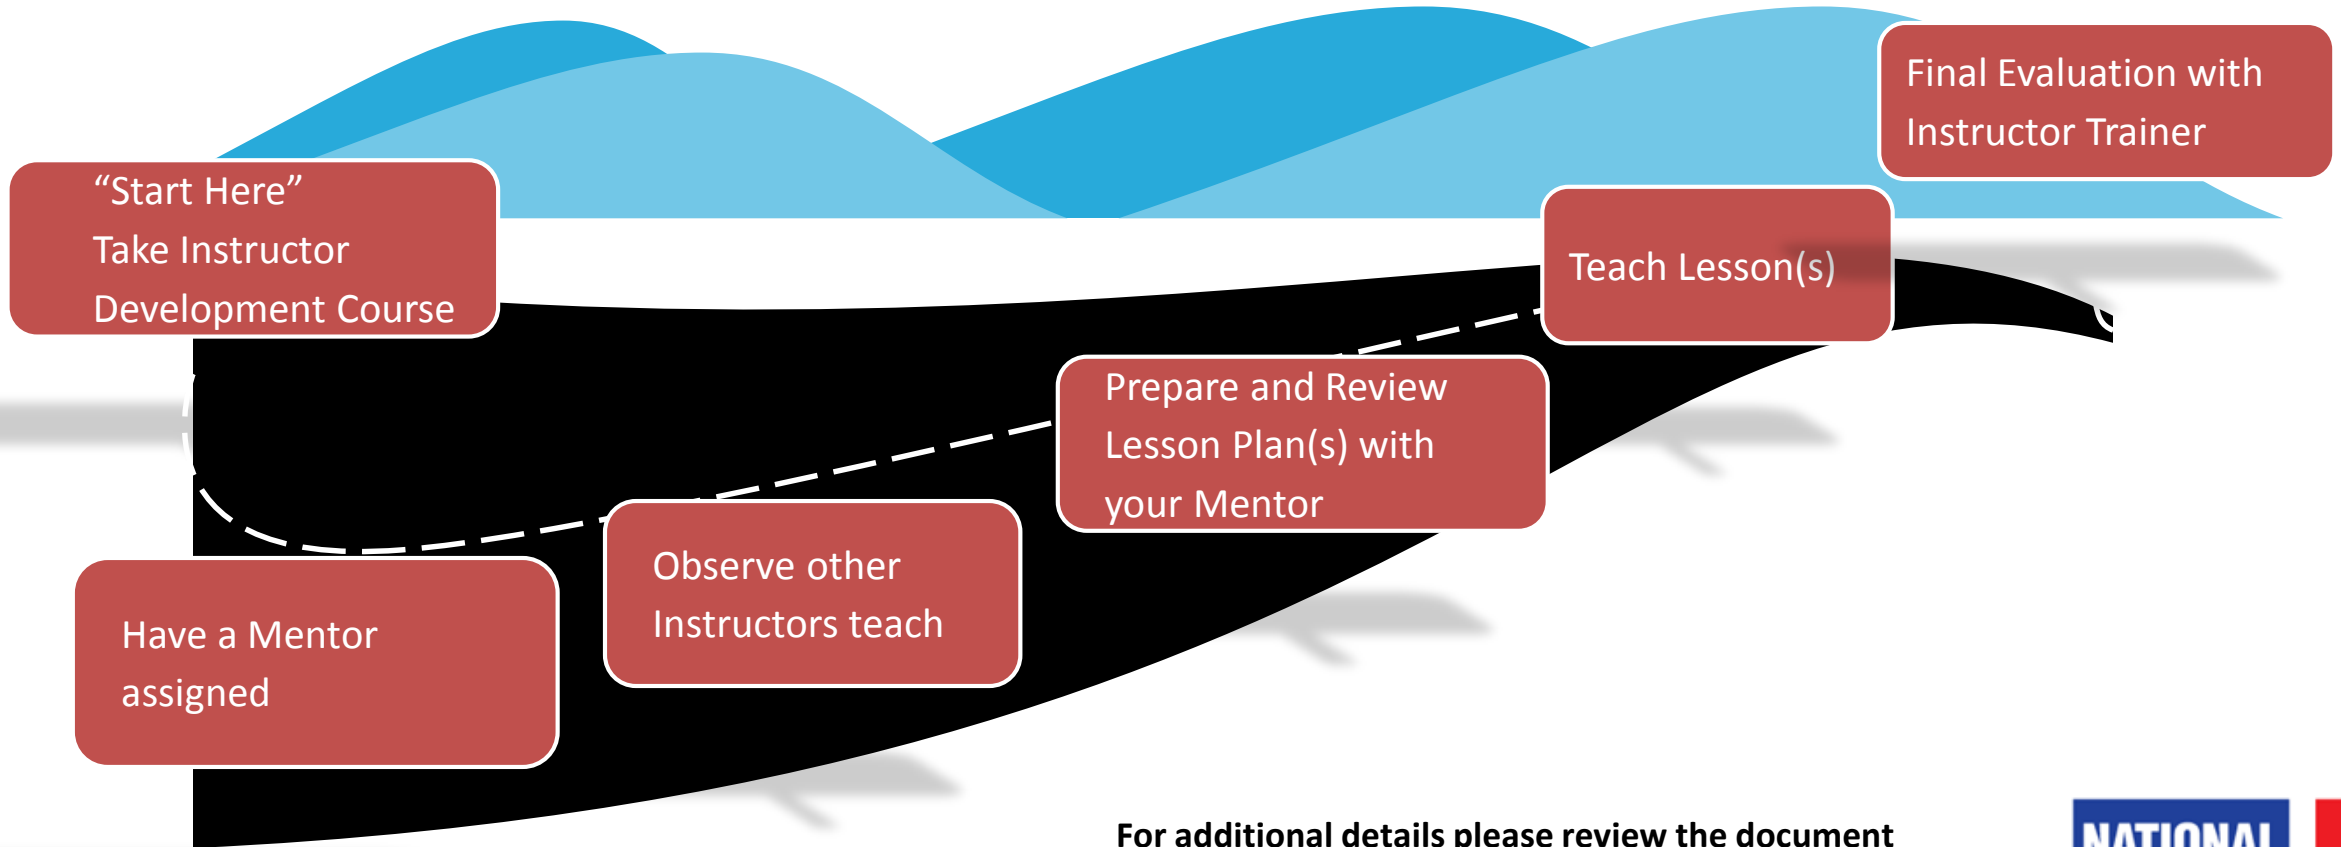 “Start Here”
Take Instructor
Development Course
Have a Mentor
assigned
Observe other
Instructors teach
Prepare and Review
Lesson Plan(s) with
your Mentor
Teach Lesson(s)
Final Evaluation with
Instructor Trainer
For additional details please review the document
NATIONAL